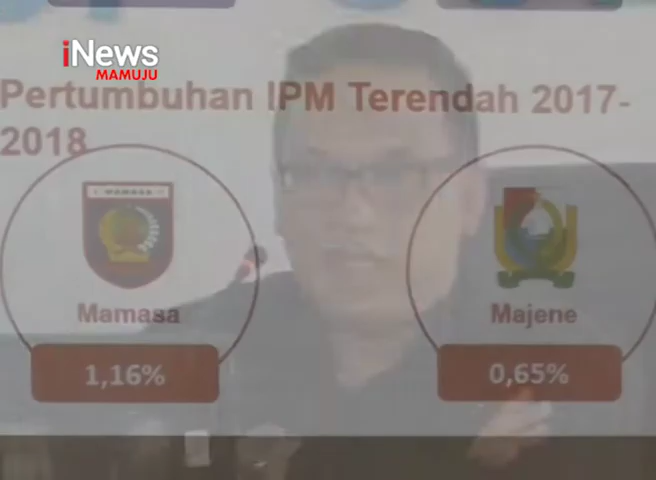 iNews
MAMUJU
Pertumbuhan IPM Terendah 2017-
2018
MAMASA
Mamasa
Majene
1,16%
0,65%